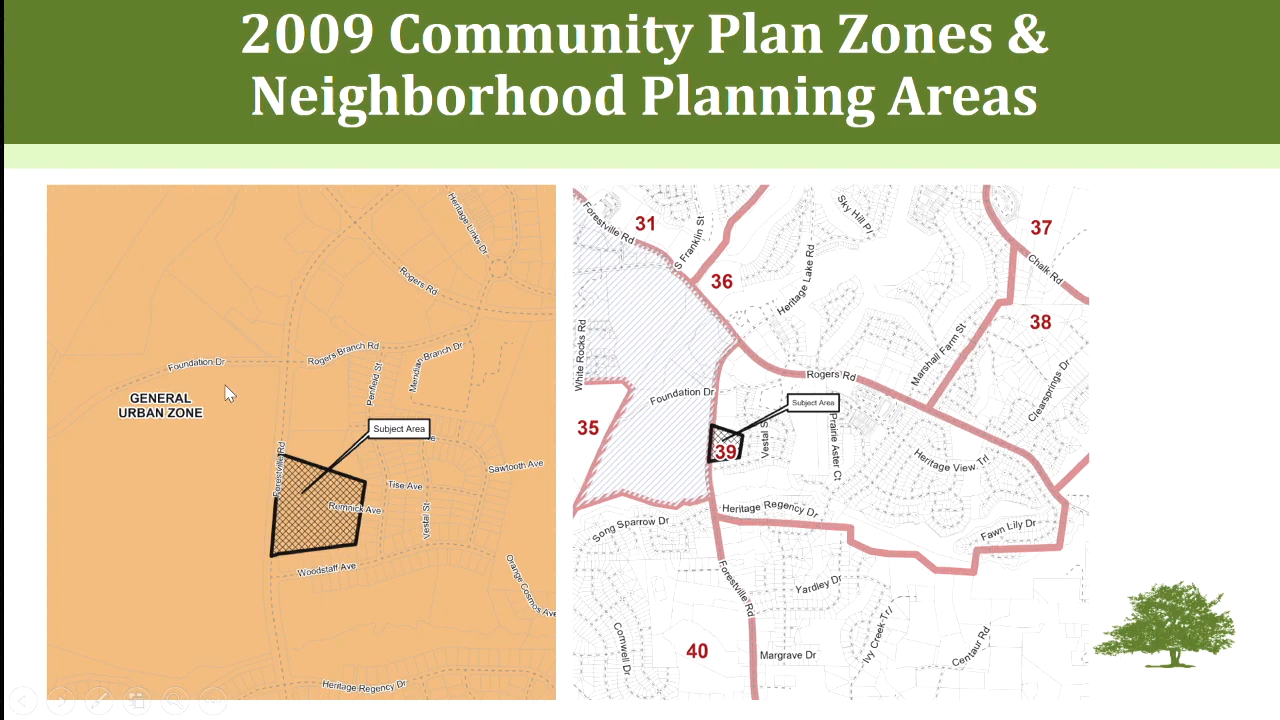 2009 Community Plan Zones &
Neighborhood Planning Areas
Heritage Links Dr
Rogers Rd
Rogers Branch Rd
Foundation Dr
Penfield St
Meridian
Branch Dr
GENERAL
URBAN ZONE
Subject Area
Forestville Rd
Sawtooth Ave
Tise Ave
Remnick Ave
Vestal St
Woodstaff Ave
Orange Cosmos Ave
Heritage Regency Dr
Forestville Rd
31
S Franklin St
Sky Hill Pl
37
Chalk Rd
36
Heritage Lake Rd
38
White Rocks Rd
Marshall Farm St
Rogers Rd
Clearsprings Dr
Foundation Dr
Subject Area
35
39
Vestal S
Prairie Aster Ct
Heritage View Trl
Heritage Regency Dr
Song Sparrow Dr
Fawn Lily Dr
Forestville Rd
Yardley Dr
Ivy Creek Trl
Cornwell Dr
40
Margrave Dr
Centaur Rd